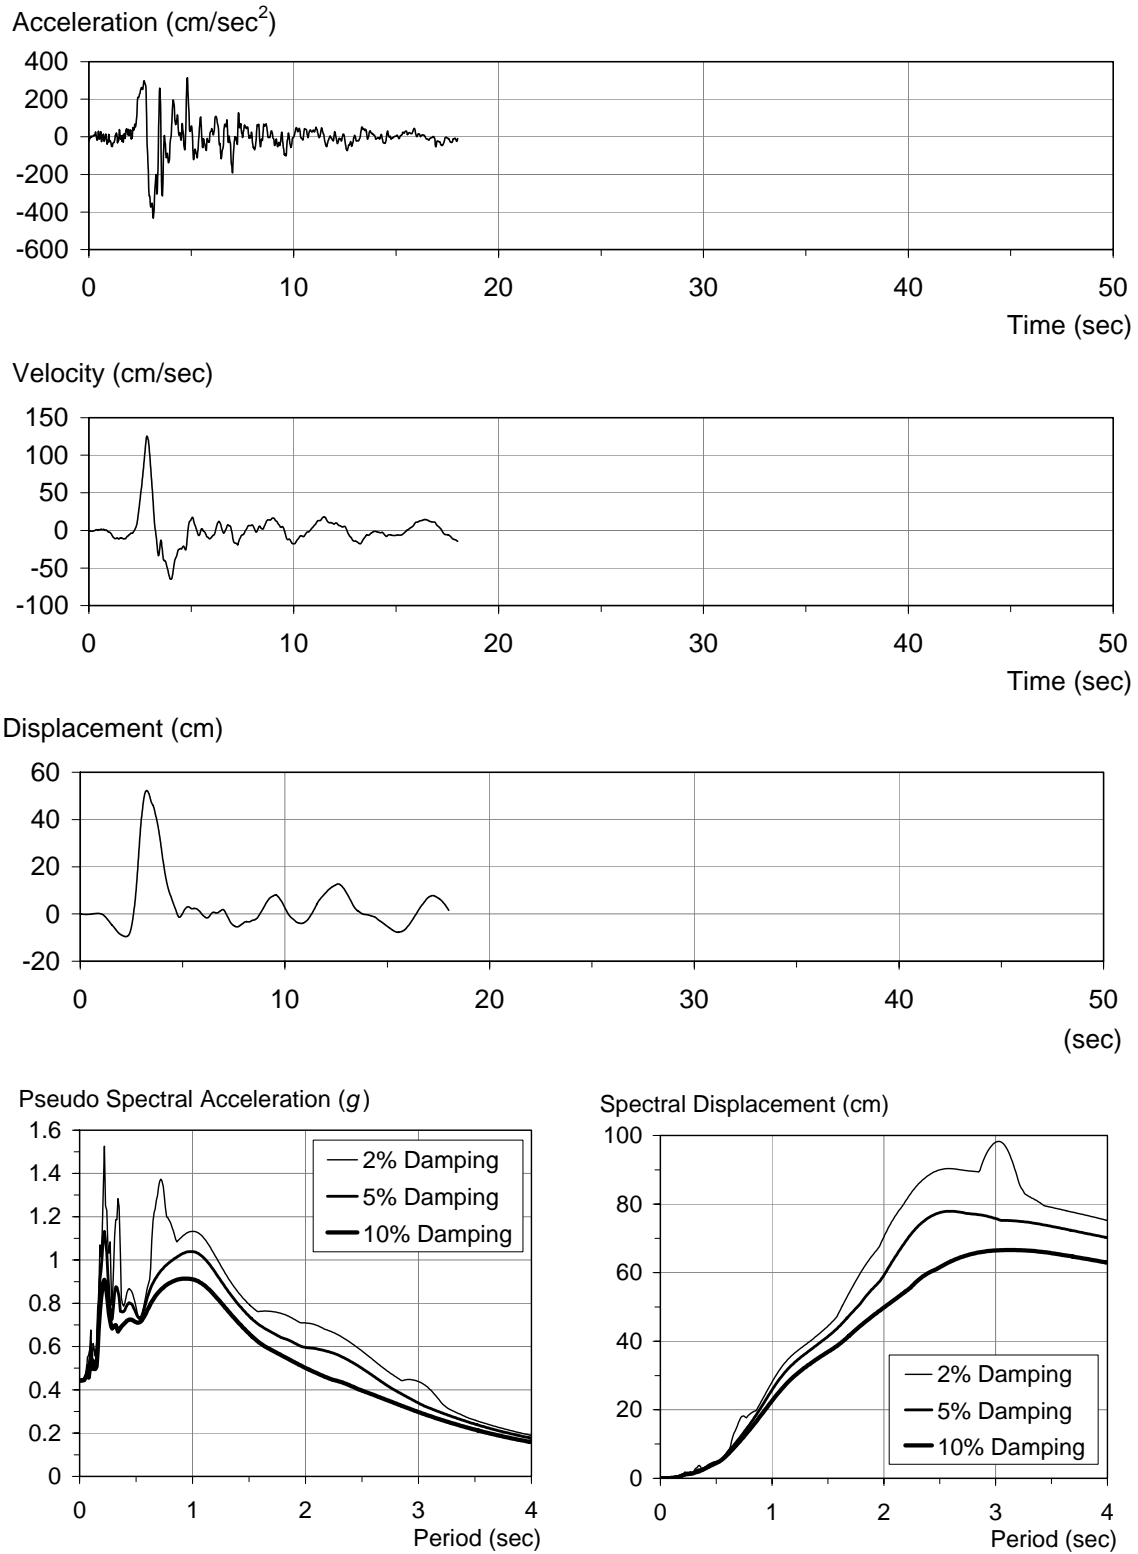 Acceleration (cm/sec²)
400
200
0
-200
-400
-600
0 10 20 30 40 50
Time (sec)
Velocity (cm/sec)
150
100
50
0
-50
-100
0 10 20 30 40 50
Time (sec)
Displacement (cm)
60
40
20
0
-20
0 10 20 30 40 50
(sec)
Pseudo Spectral Acceleration (g)
1.6
1.4
1.2
1
0.8
0.6
0.4
0.2
0
2% Damping
5% Damping
10% Damping
0 1 2 3 4
Period (sec)
Spectral Displacement (cm)
100
80
60
40
20
0
2% Damping
5% Damping
10% Damping
0 1 2 3 4
Period (sec)